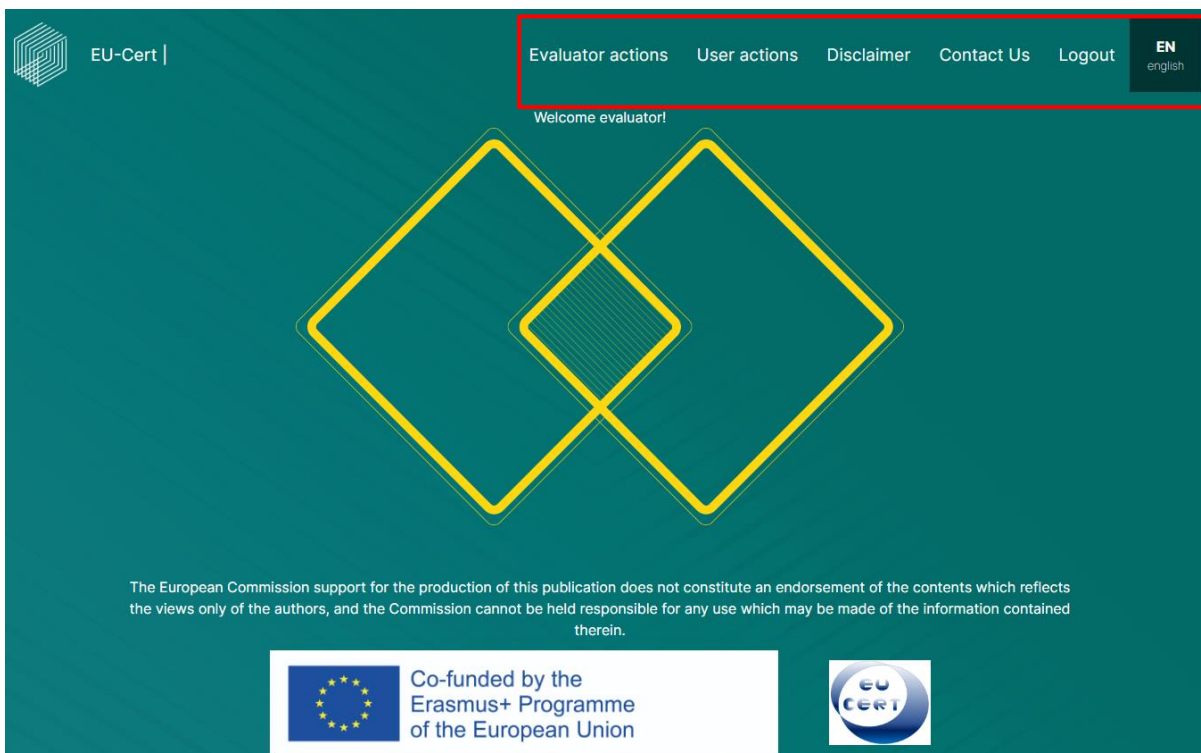 EU-Cert |
Evaluator actions User actions Disclaimer Contact Us Logout EN
english
Welcome evaluator!
The European Commission support for the production of this publication does not constitute an endorsement of the contents which reflects
the views only of the authors, and the Commission cannot be held responsible for any use which may be made of the information contained
therein.
Co-funded by the
Erasmus+ Programme
of the European Union
EU
CERT